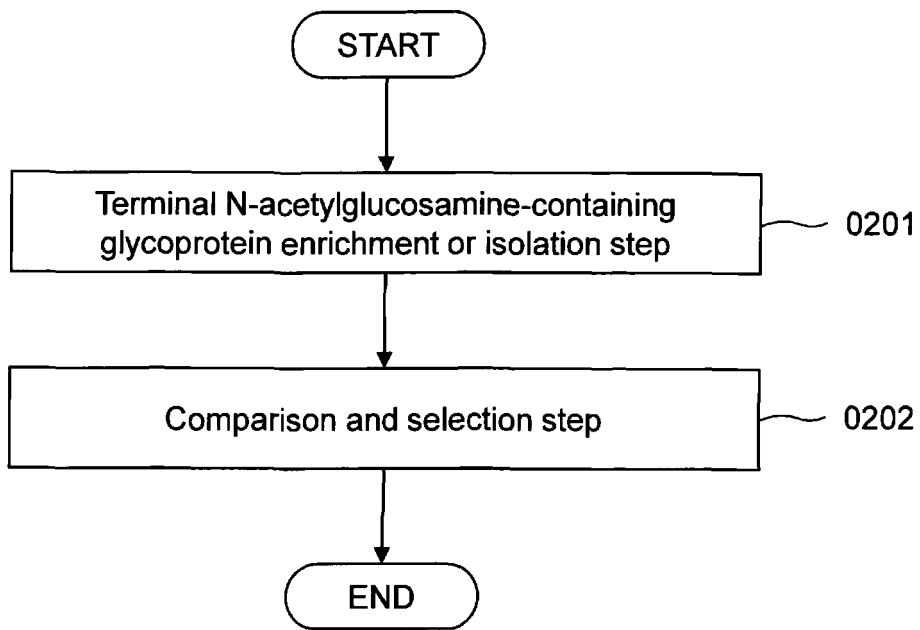 START
Terminal N-acetylglucosamine-containing
glycoprotein enrichment or isolation step
0201
Comparison and selection step
0202
END